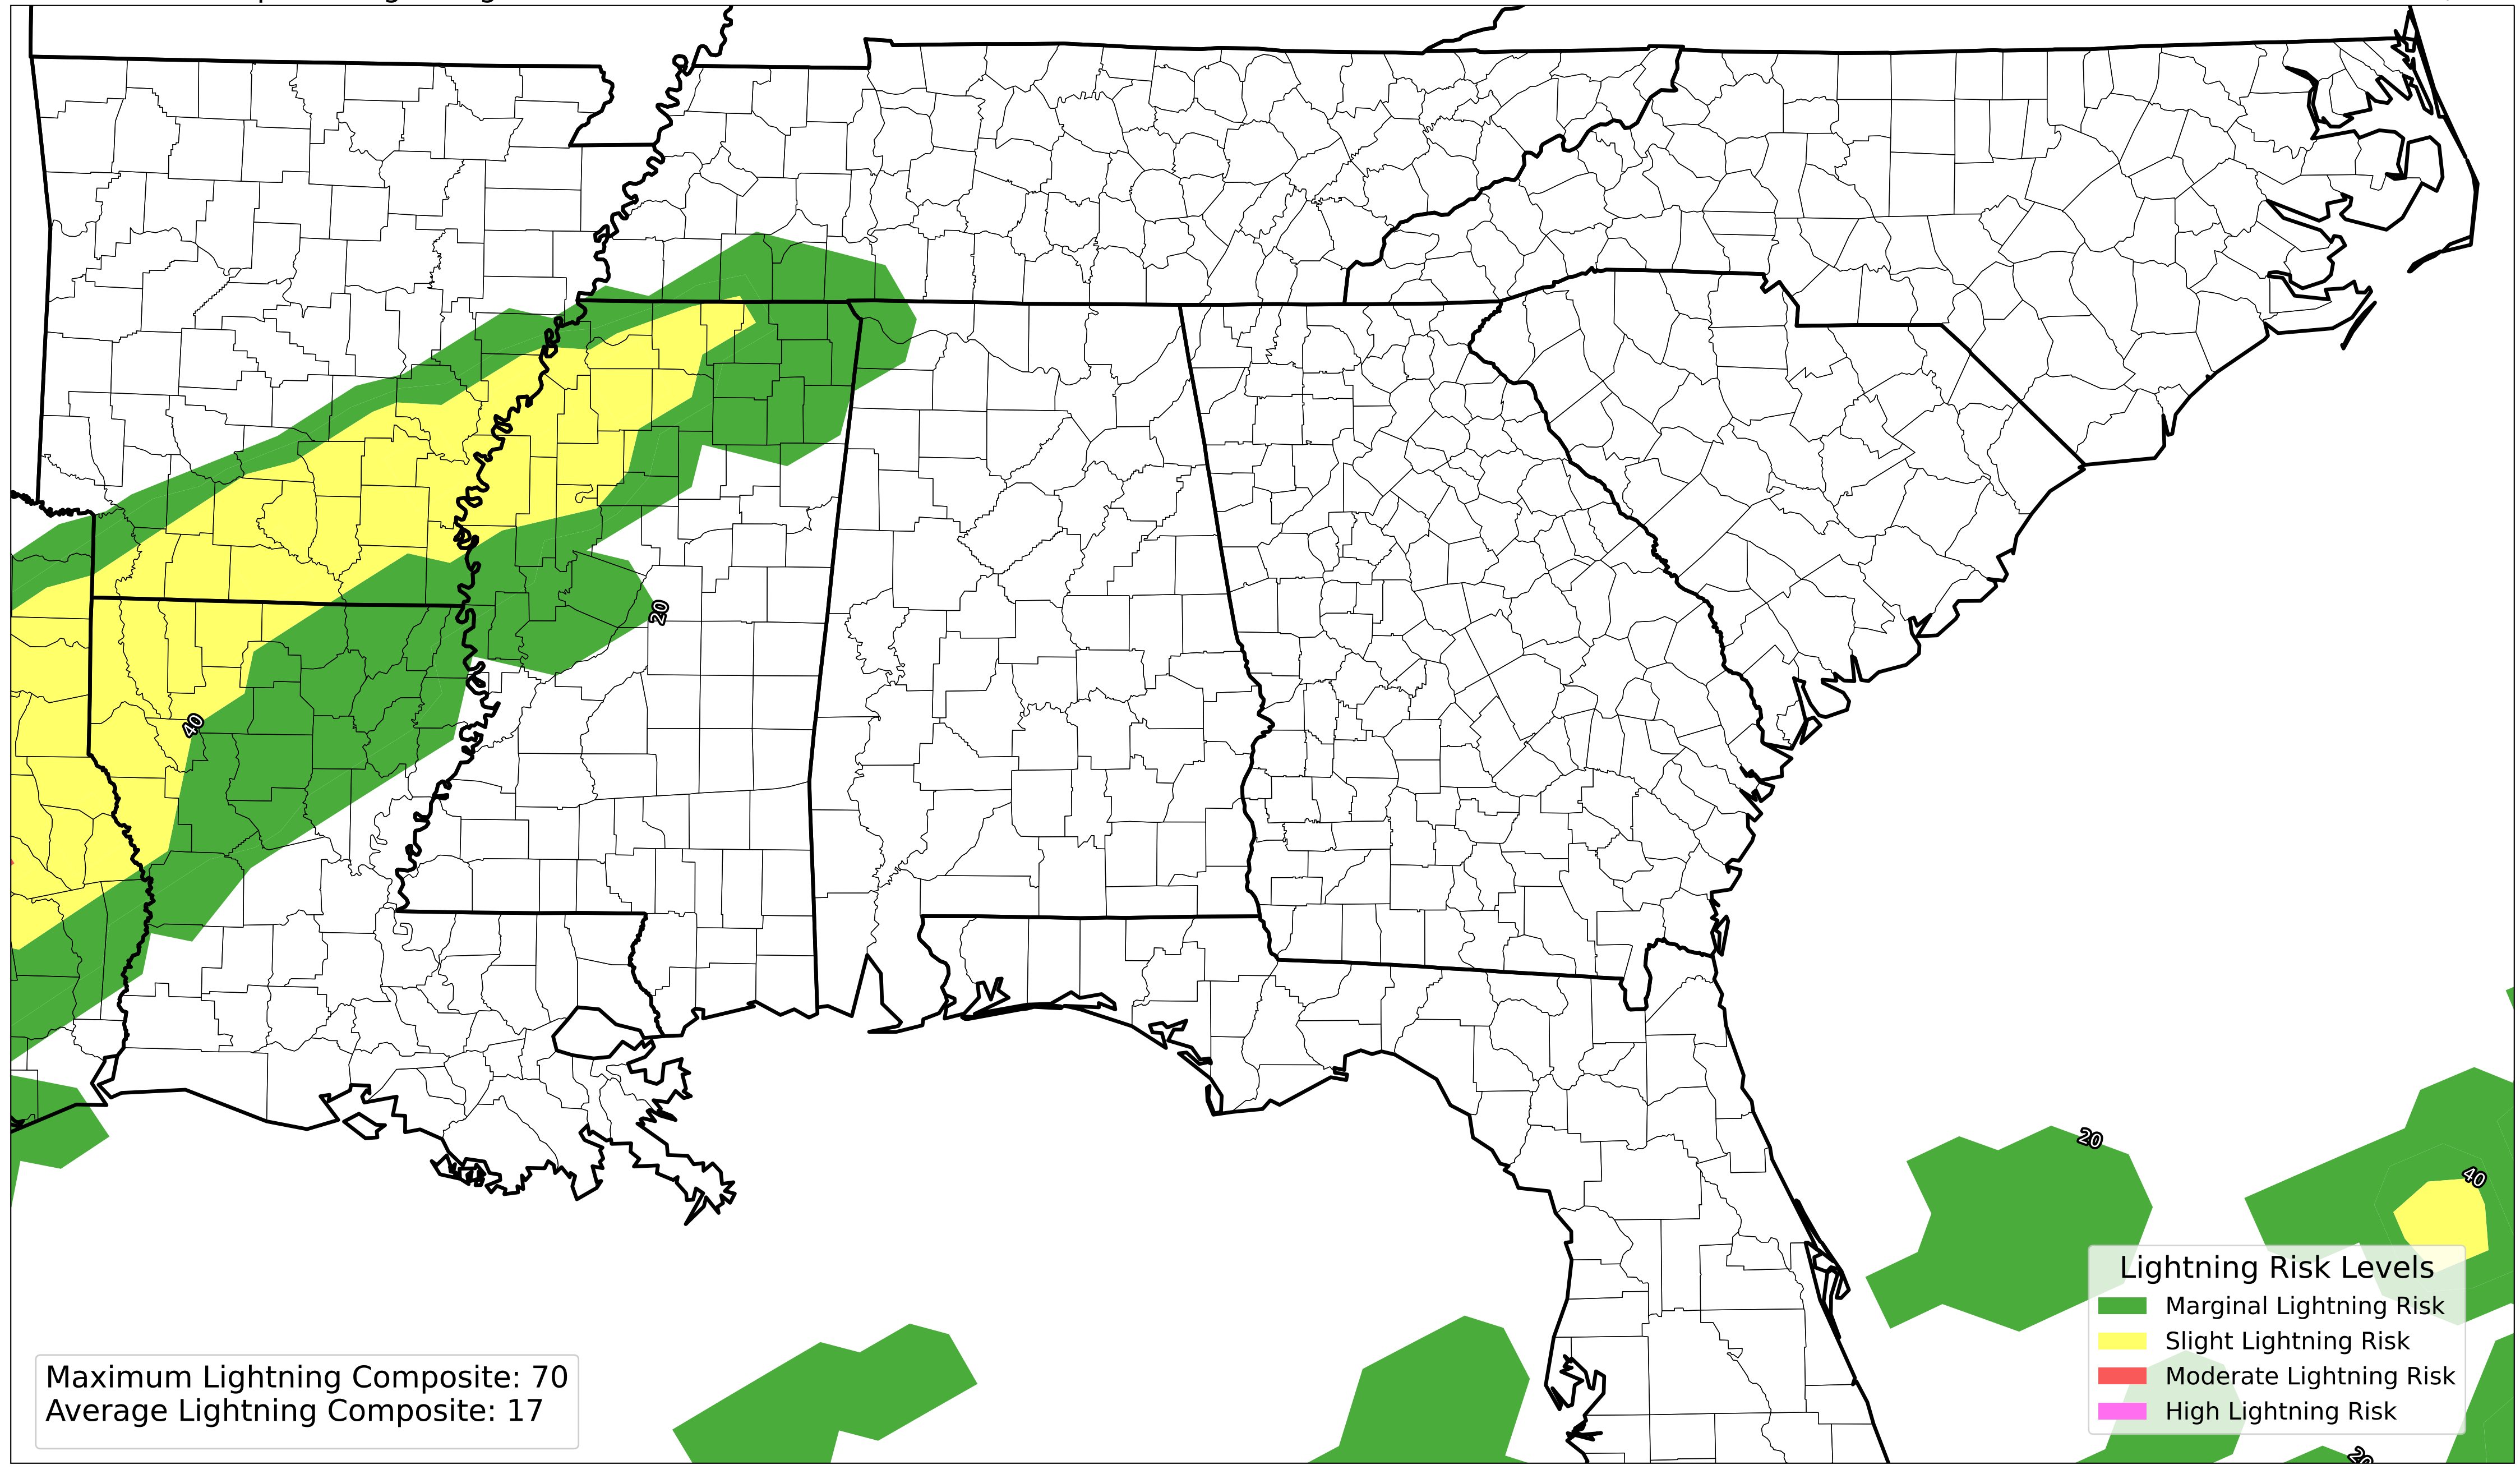 20
40
20
40
Lightning Risk Levels
Marginal Lightning Risk
Slight Lightning Risk
Moderate Lightning Risk
High Lightning Risk
Maximum Lightning Composite: 70
Average Lightning Composite: 17
20